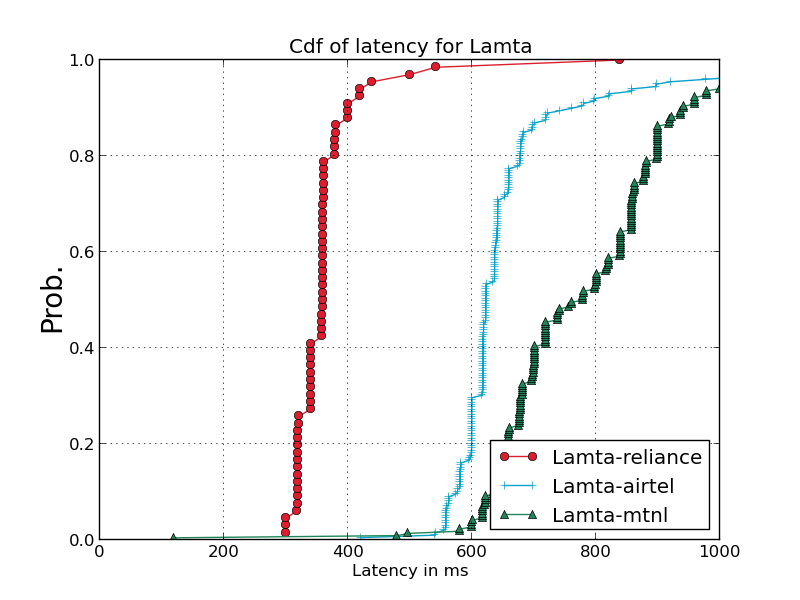 Cdf of latency for Lamta
1.0
0.8
0.6
0.4
0.2
0.0
Prob.
0 200 400 600 800 1000
Latency in ms
Lamta-reliance
Lamta-airtel
Lamta-mtnl